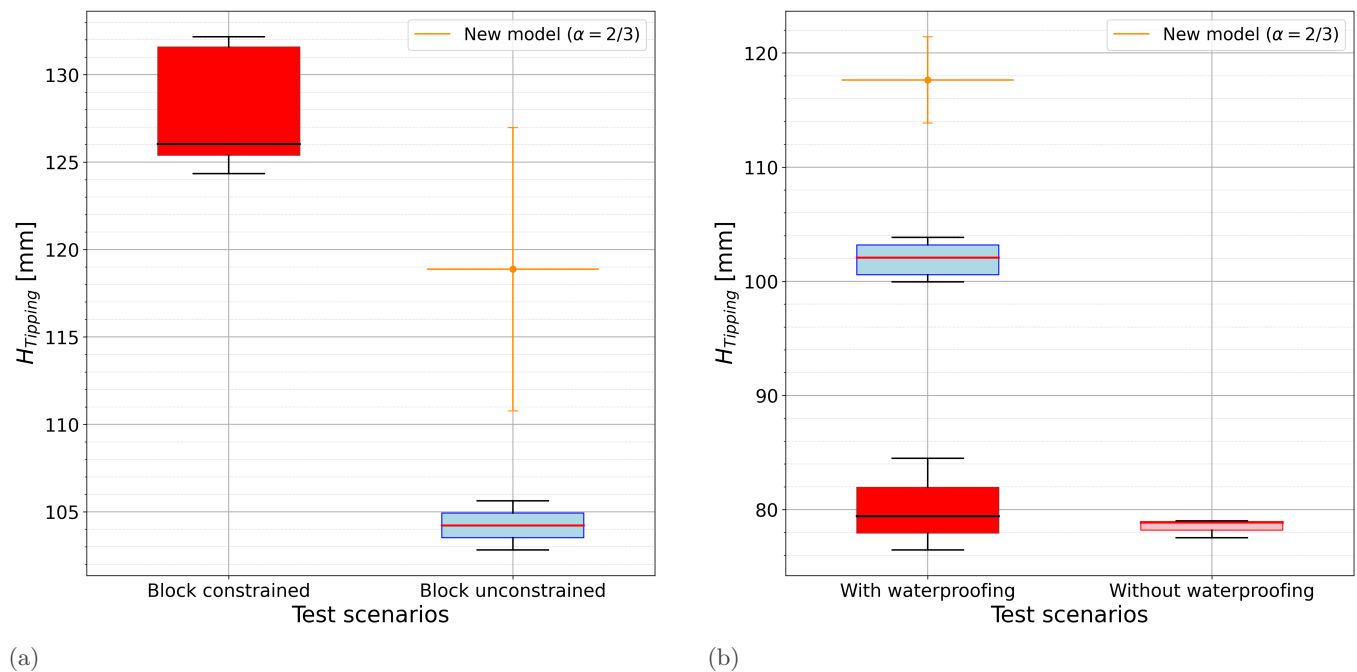 New model (α = 2/3)
130
125
120
115
110
105
H_Tipping [mm]
Block constrained
Block unconstrained
Test scenarios
(a)
New model (α = 2/3)
120
110
100
90
80
H_Tipping [mm]
With waterproofing
Without waterproofing
Test scenarios
(b)